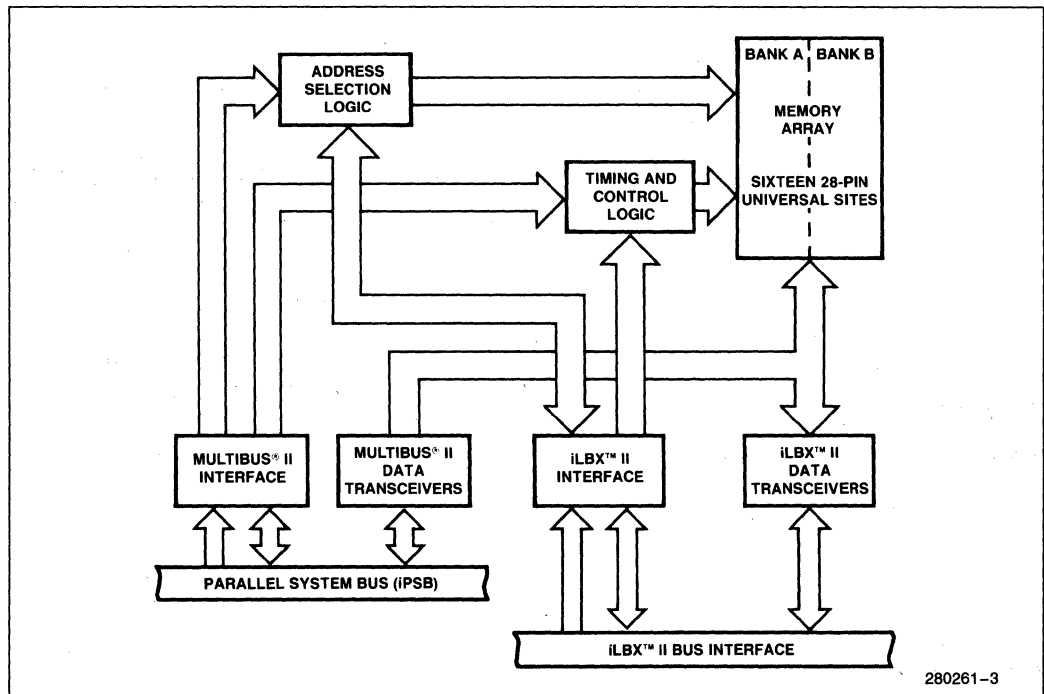 ADDRESS
SELECTION
LOGIC
BANK A
BANK B
MEMORY
ARRAY
SIXTEEN 28-PIN
UNIVERSAL SITES
TIMING AND
CONTROL
LOGIC
MULTIBUS® II
INTERFACE
MULTIBUS® II
DATA
TRANSCEIVERS
iLBX™ II
INTERFACE
iLBX™ II
DATA
TRANSCEIVERS
PARALLEL SYSTEM BUS (iPSB)
iLBX™ II BUS INTERFACE
280261-3